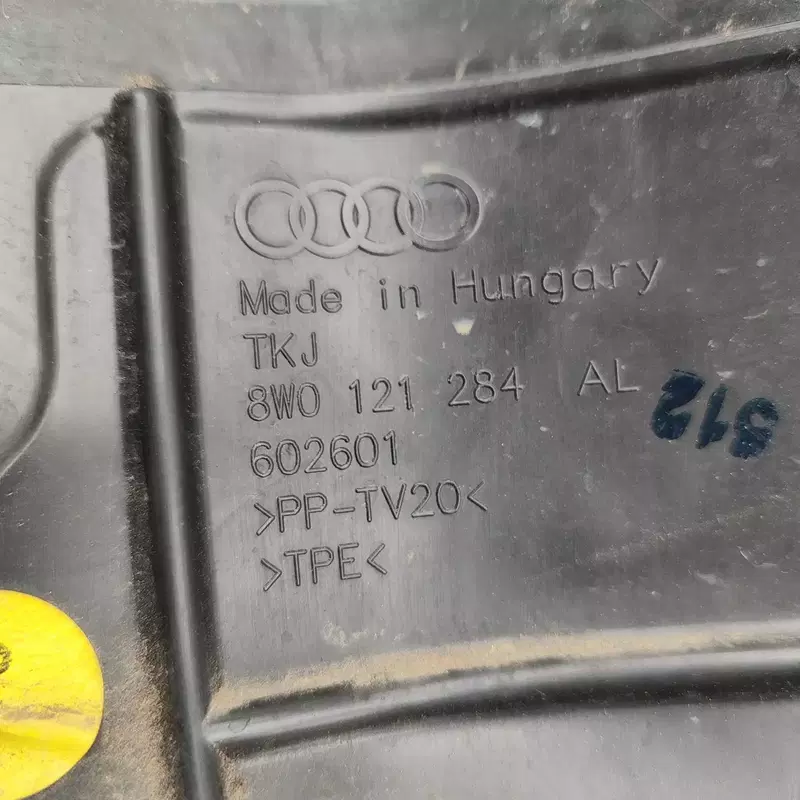 Made in Hungary
TKJ
8W0 121 284 AL
602601
>PP-TV20<
>TPE<
512